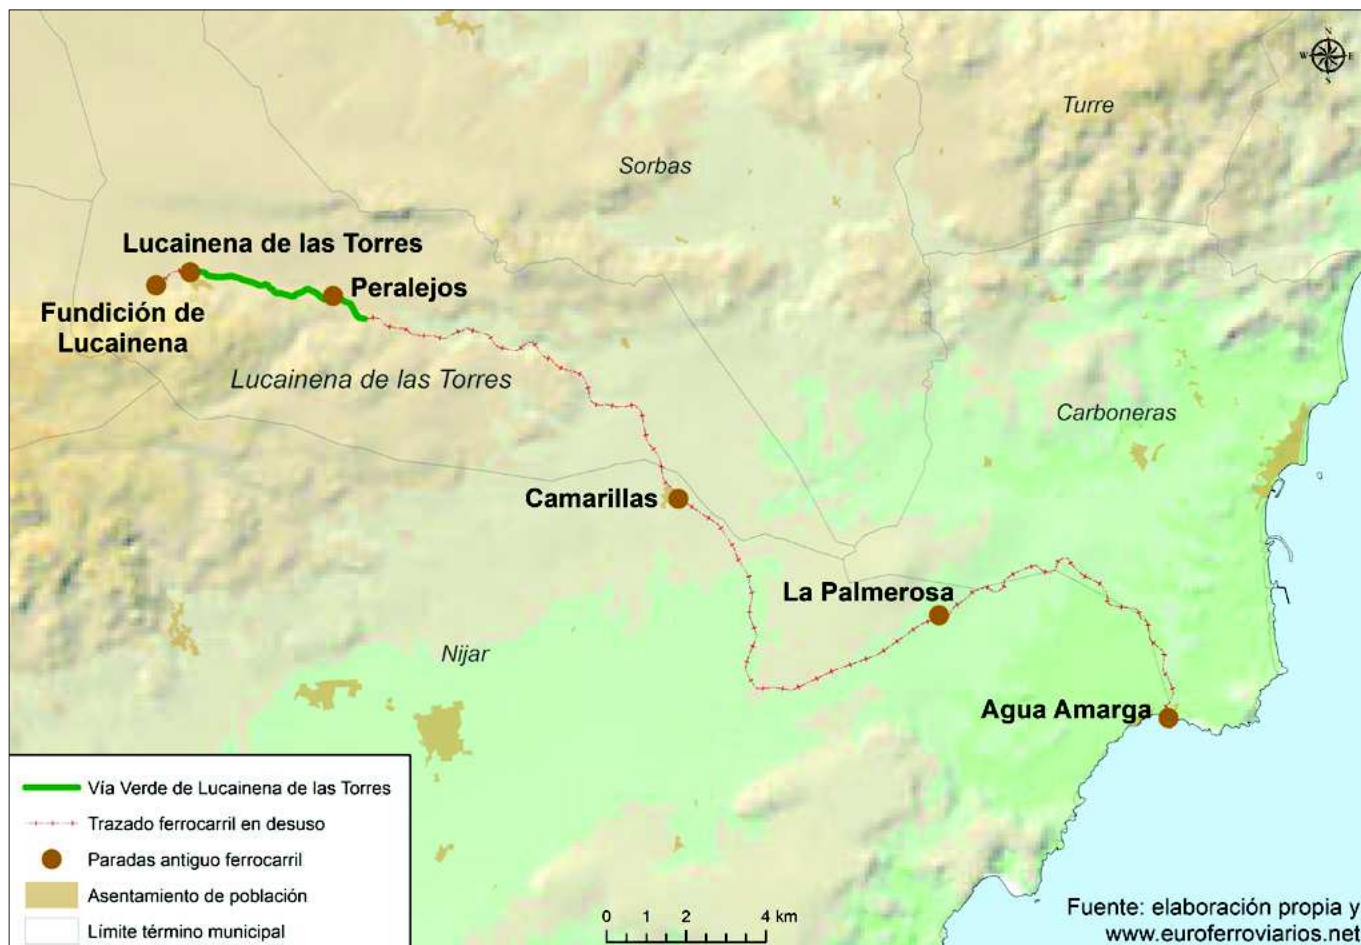 N
W E
S
Turre
Sorbas
Lucainena de las Torres
Peralejos
Fundición de
Lucainena
Lucainena de las Torres
Carboneras
Camarillas
La Palmerosa
Nijar
Agua Amarga
Vía Verde de Lucainena de las Torres
Trazado ferrocarril en desuso
Paradas antiguo ferrocarril
Asentamiento de población
Límite término municipal
0 1 2 4 km
Fuente: elaboración propia y
www.euroferroviarios.net